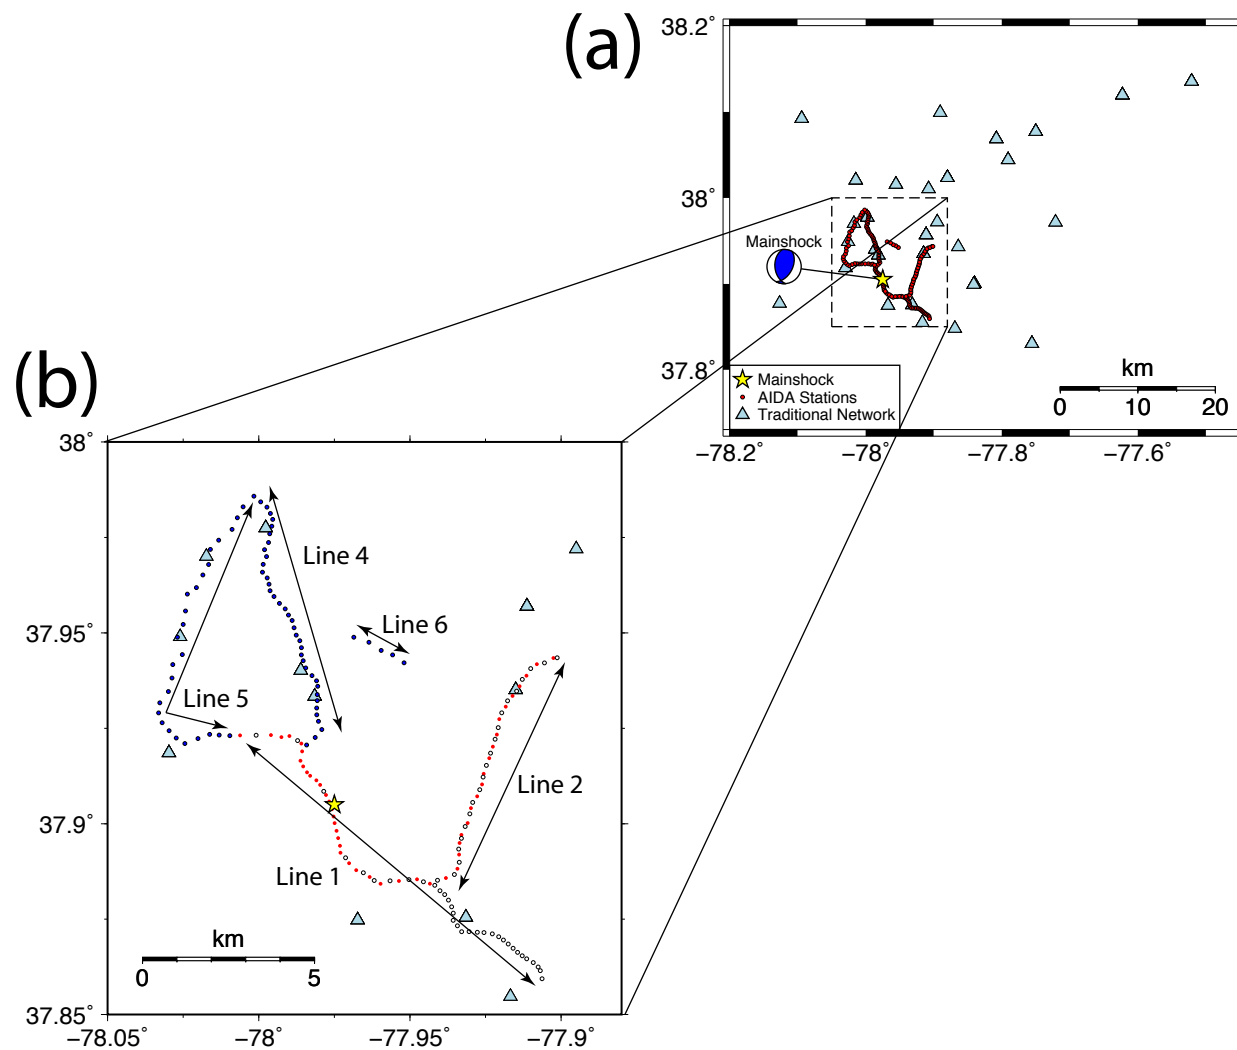 (a)
38.2°
38°
37.8°
Mainshock
Mainshock
AIDA Stations
Traditional Network
km
0 10 20
−78.2° −78° −77.8° −77.6°
(b)
38°
37.95°
37.9°
37.85°
Line 4
Line 6
Line 5
Line 2
Line 1
km
0 5
−78.05° −78° −77.95° −77.9°